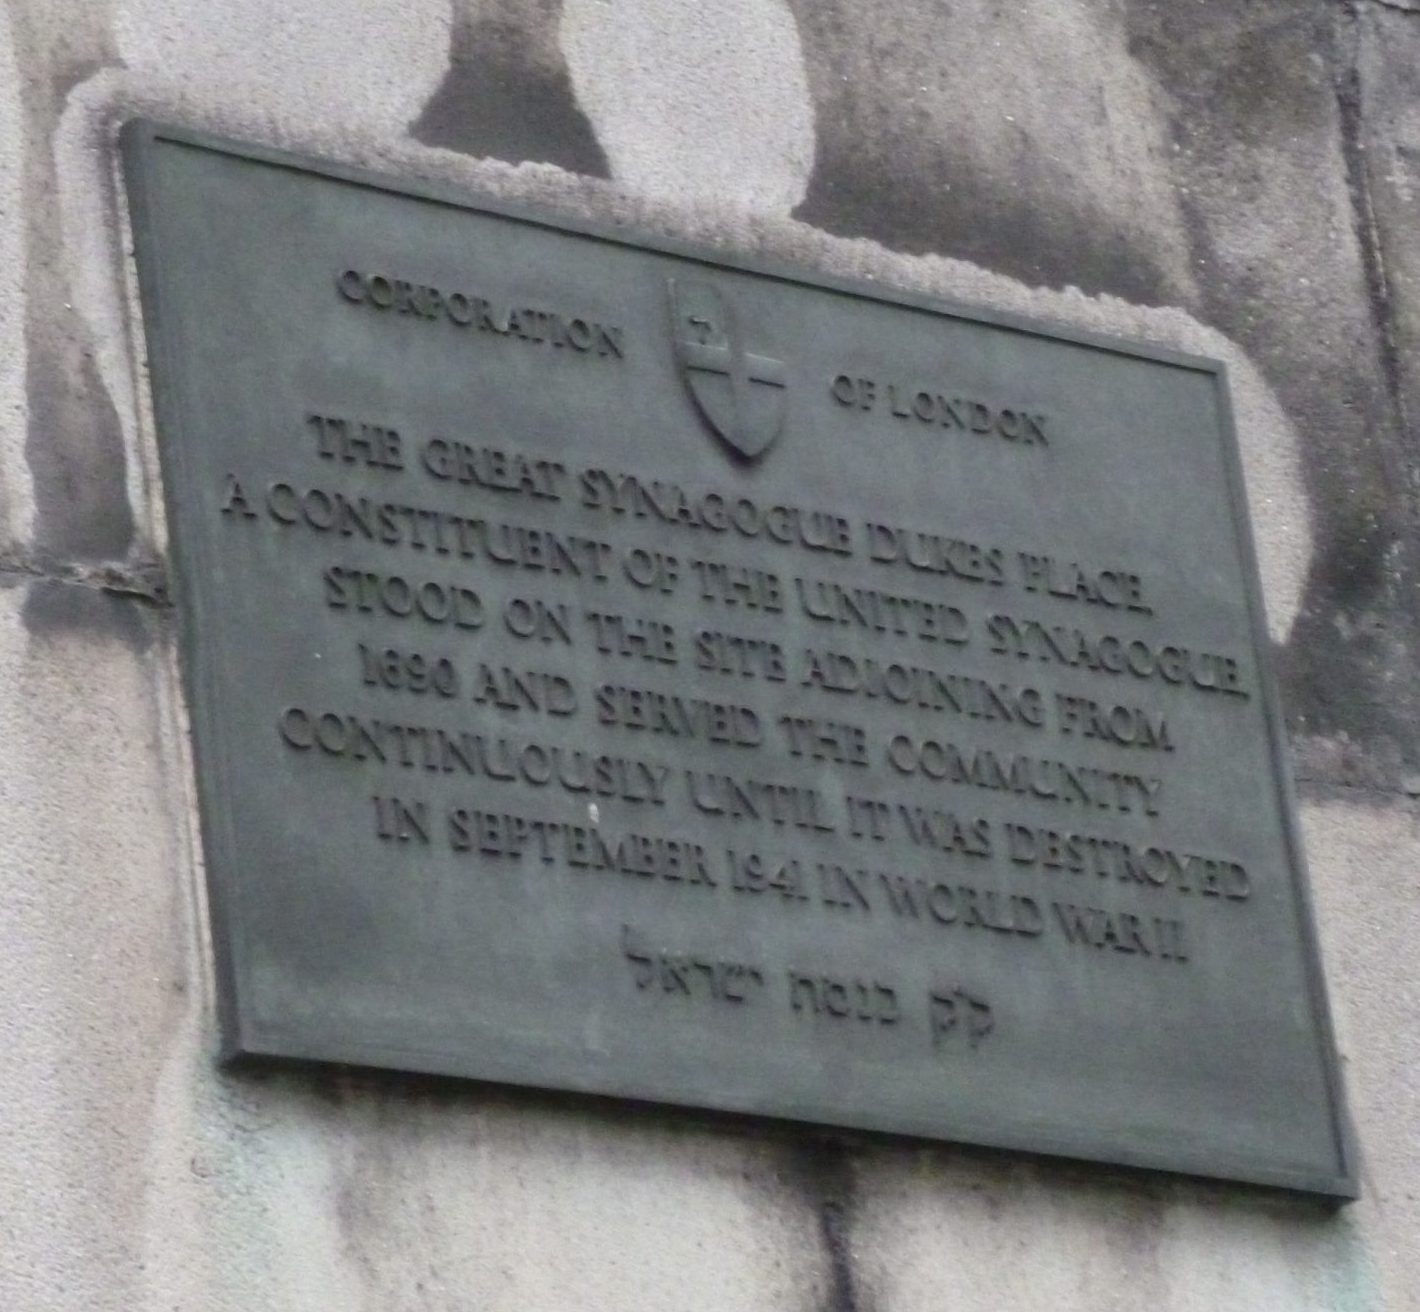 CORPORATION OF LONDON
THE GREAT SYNAGOGUE DUKES PLACE,
A CONSTITUENT OF THE UNITED SYNAGOGUE,
STOOD ON THE SITE ADJOINING FROM
1690 AND SERVED THE COMMUNITY
CONTINUOUSLY UNTIL IT WAS DESTROYED
IN SEPTEMBER 1941 IN WORLD WAR II
ק״ק כנסת ישראל